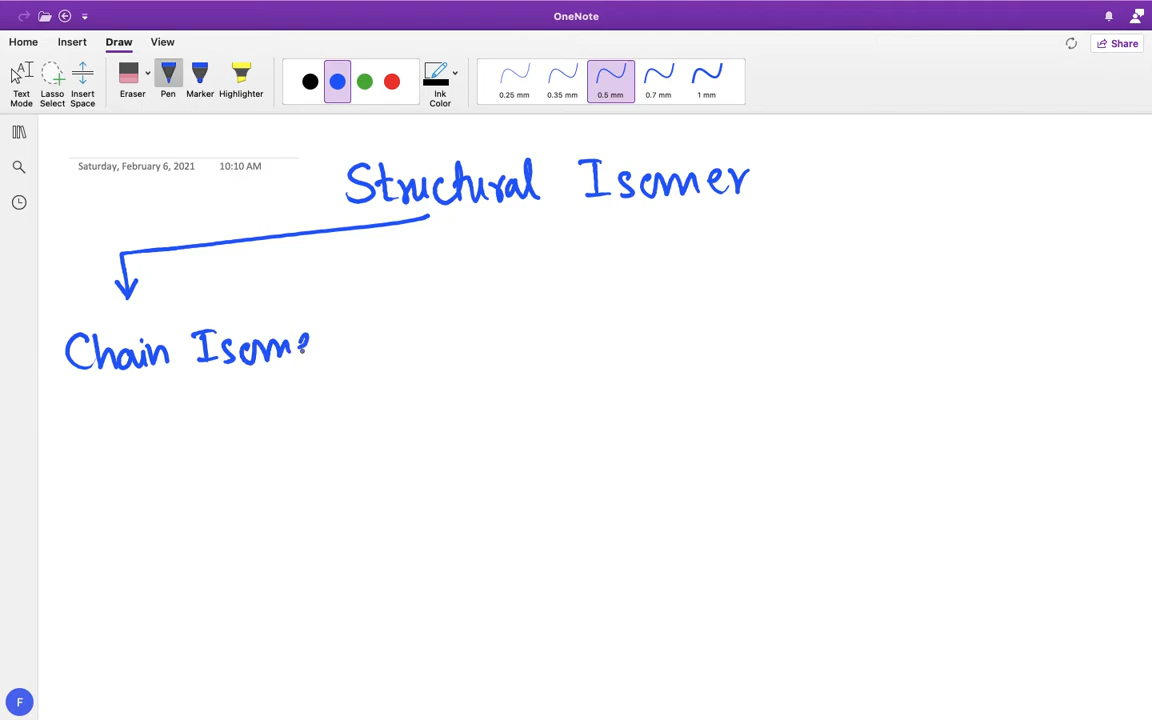 OneNote
Home Insert Draw View
Share
Text Mode
Lasso Select
Insert Space
Eraser
Pen
Marker
Highlighter
Ink Color
0.25 mm
0.35 mm
0.5 mm
0.7 mm
1 mm
Saturday, February 6, 2021 10:10 AM
Structural Isomer
Chain Isome
F